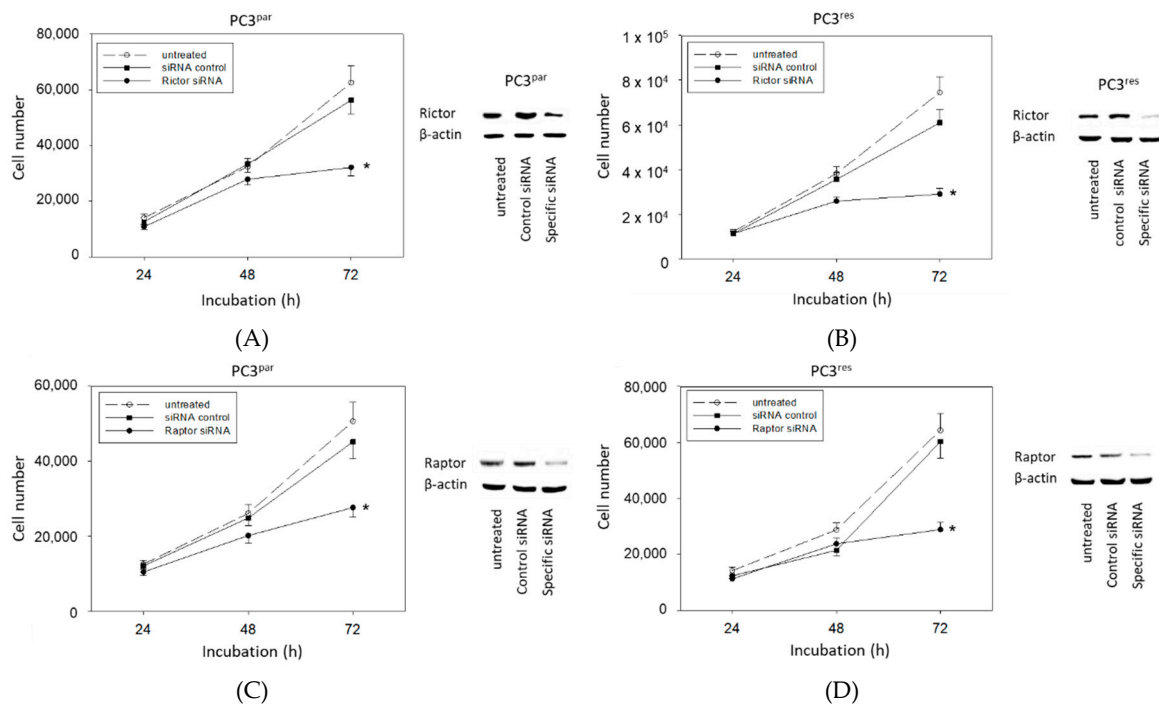 PC3par
80,000
60,000
40,000
20,000
0
Cell number
untreated
siRNA control
Rictor siRNA
*
24 48 72
Incubation (h)
PC3par
Rictor
β-actin
untreated
Control siRNA
Specific siRNA
(A)
PC3res
1 x 10⁵
8 x 10⁴
6 x 10⁴
4 x 10⁴
2 x 10⁴
0
Cell number
untreated
siRNA control
Rictor siRNA
*
24 48 72
Incubation (h)
PC3res
Rictor
β-actin
untreated
control siRNA
Specific siRNA
(B)
PC3par
60,000
40,000
20,000
0
Cell number
untreated
siRNA control
Raptor siRNA
*
24 48 72
Incubation (h)
Raptor
β-actin
untreated
Control siRNA
Specific siRNA
(C)
PC3res
80,000
60,000
40,000
20,000
0
Cell number
untreated
siRNA control
Raptor siRNA
*
24 48 72
Incubation (h)
Raptor
β-actin
untreated
Control siRNA
Specific siRNA
(D)